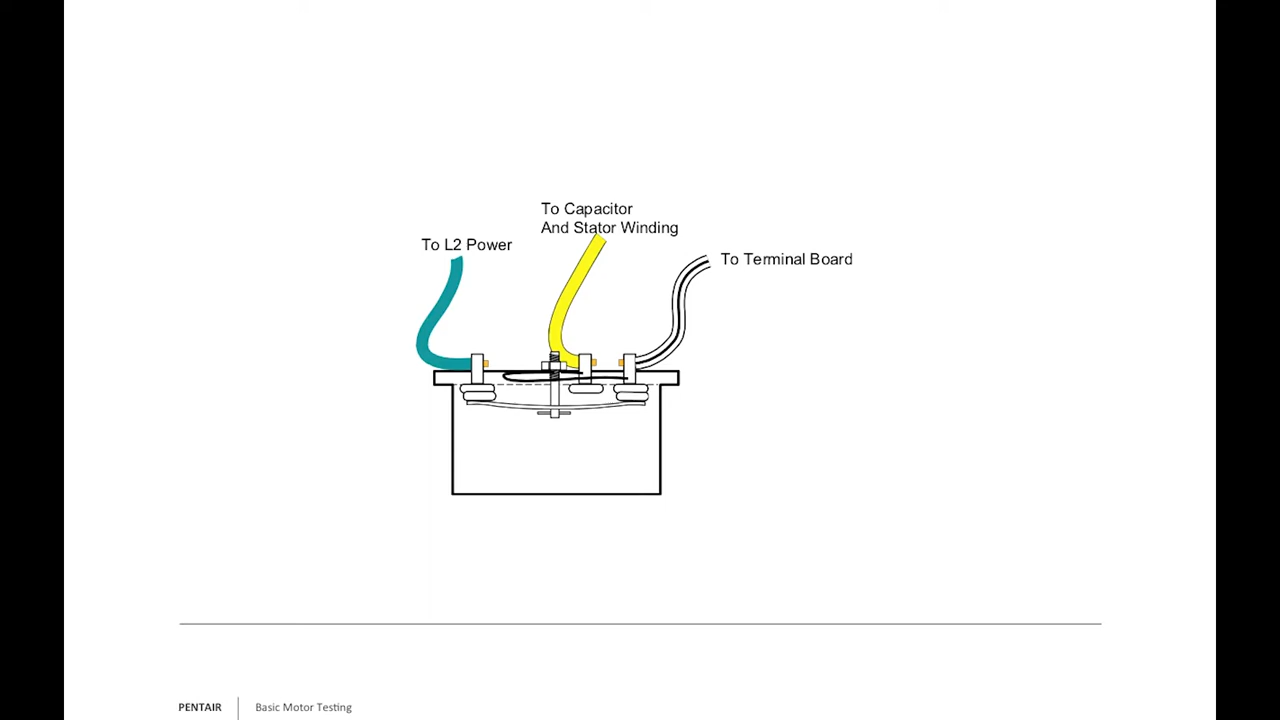 To Capacitor
And Stator Winding
To L2 Power
To Terminal Board
PENTAIR
Basic Motor Testing